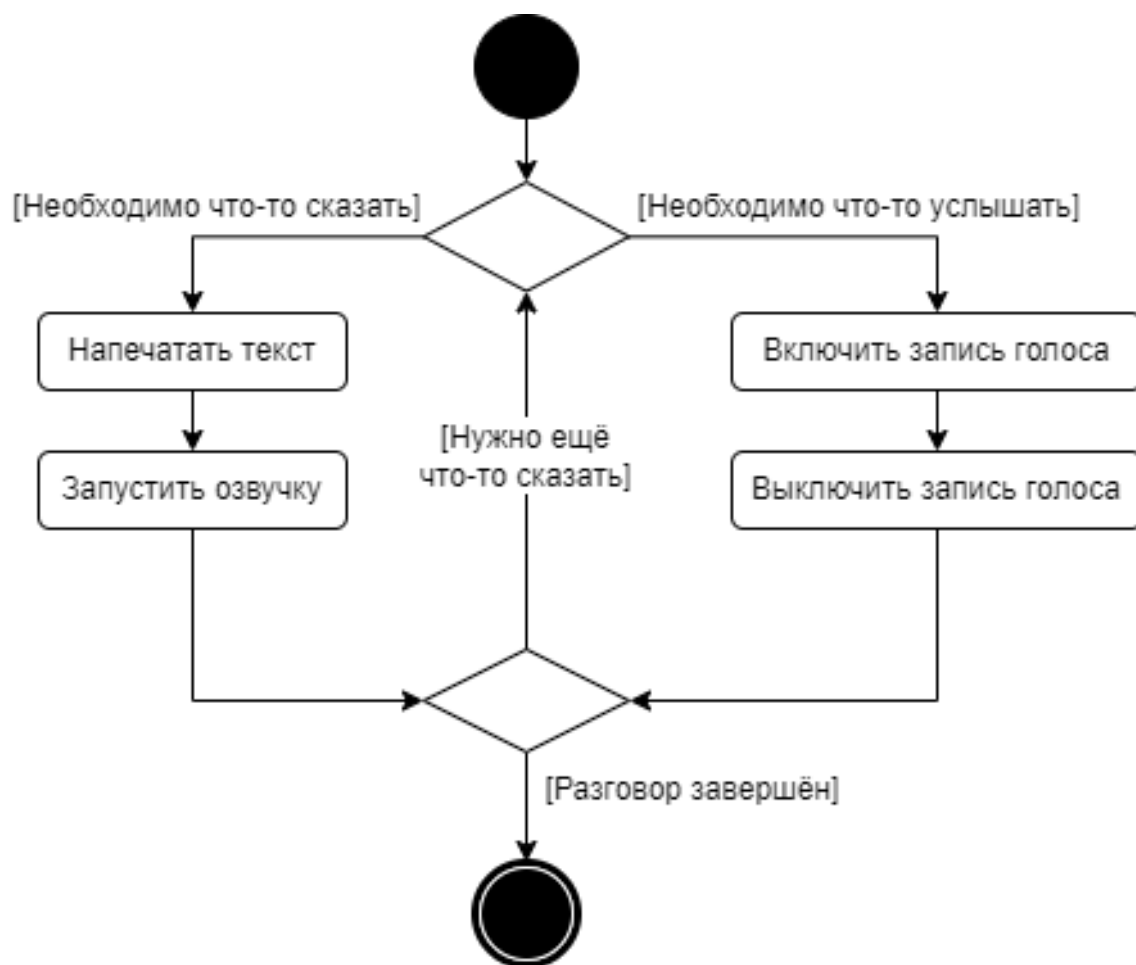 [Необходимо что-то сказать]
[Необходимо что-то услышать]
Напечатать текст
Включить запись голоса
[Нужно ещё
что-то сказать]
Запустить озвучку
Выключить запись голоса
[Разговор завершён]